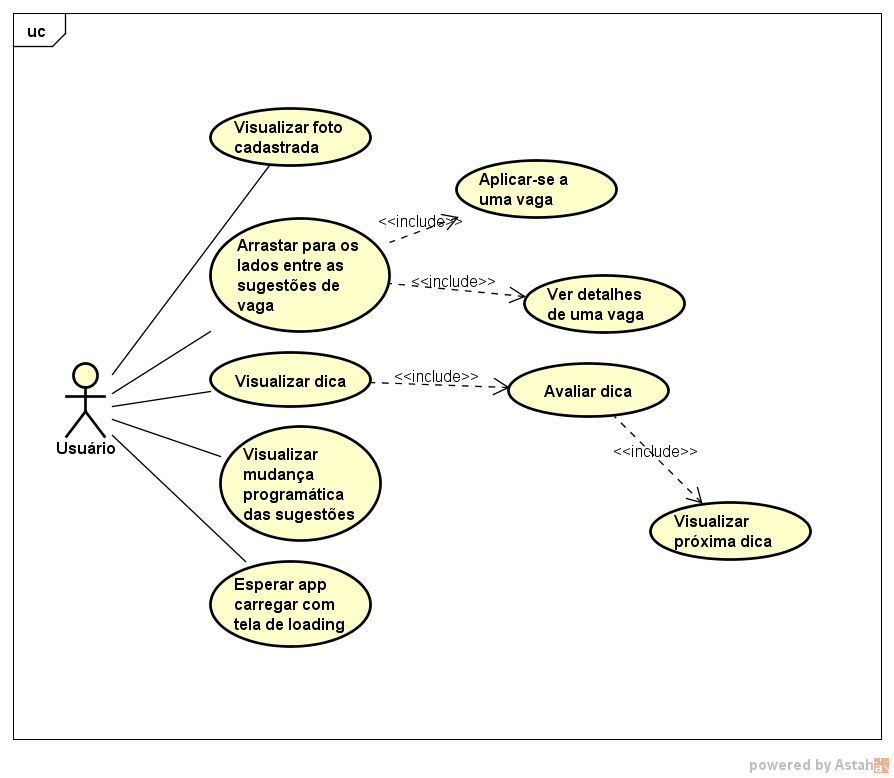 uc
Visualizar foto
cadastrada
Aplicar-se a
uma vaga
<<include>>
Arrastar para os
lados entre as
sugestões de
vaga
<<include>>
Ver detalhes
de uma vaga
Visualizar dica
<<include>>
Avaliar dica
Usuário
Visualizar
mudança
programática
das sugestões
<<include>>
Visualizar
próxima dica
Esperar app
carregar com
tela de loading
powered by Astah